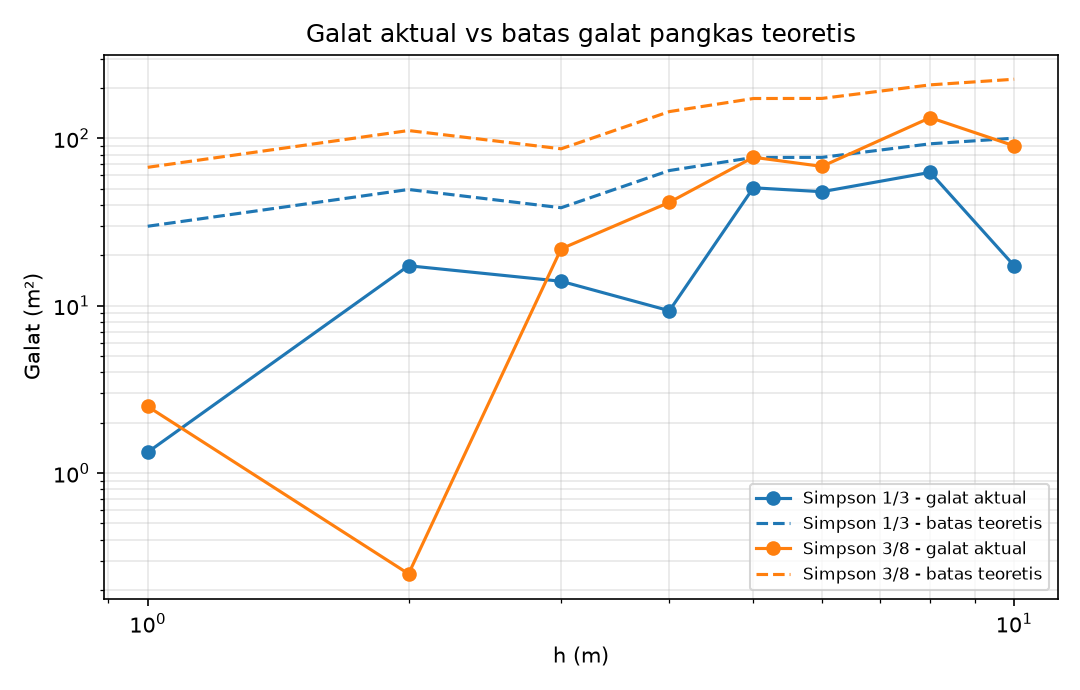 Galat aktual vs batas galat pangkas teoretis
Galat (m²)
10²
10¹
10⁰
10⁰
10¹
h (m)
Simpson 1/3 - galat aktual
Simpson 1/3 - batas teoretis
Simpson 3/8 - galat aktual
Simpson 3/8 - batas teoretis